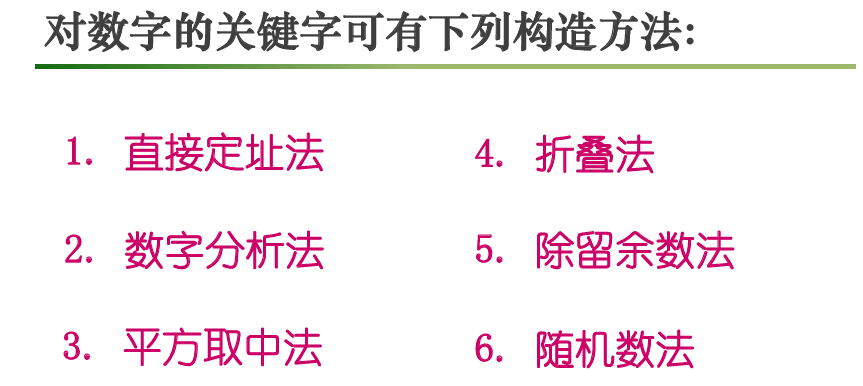 对数字的关键字可有下列构造方法:
1. 直接定址法
2. 数字分析法
3. 平方取中法
4. 折叠法
5. 除留余数法
6. 随机数法